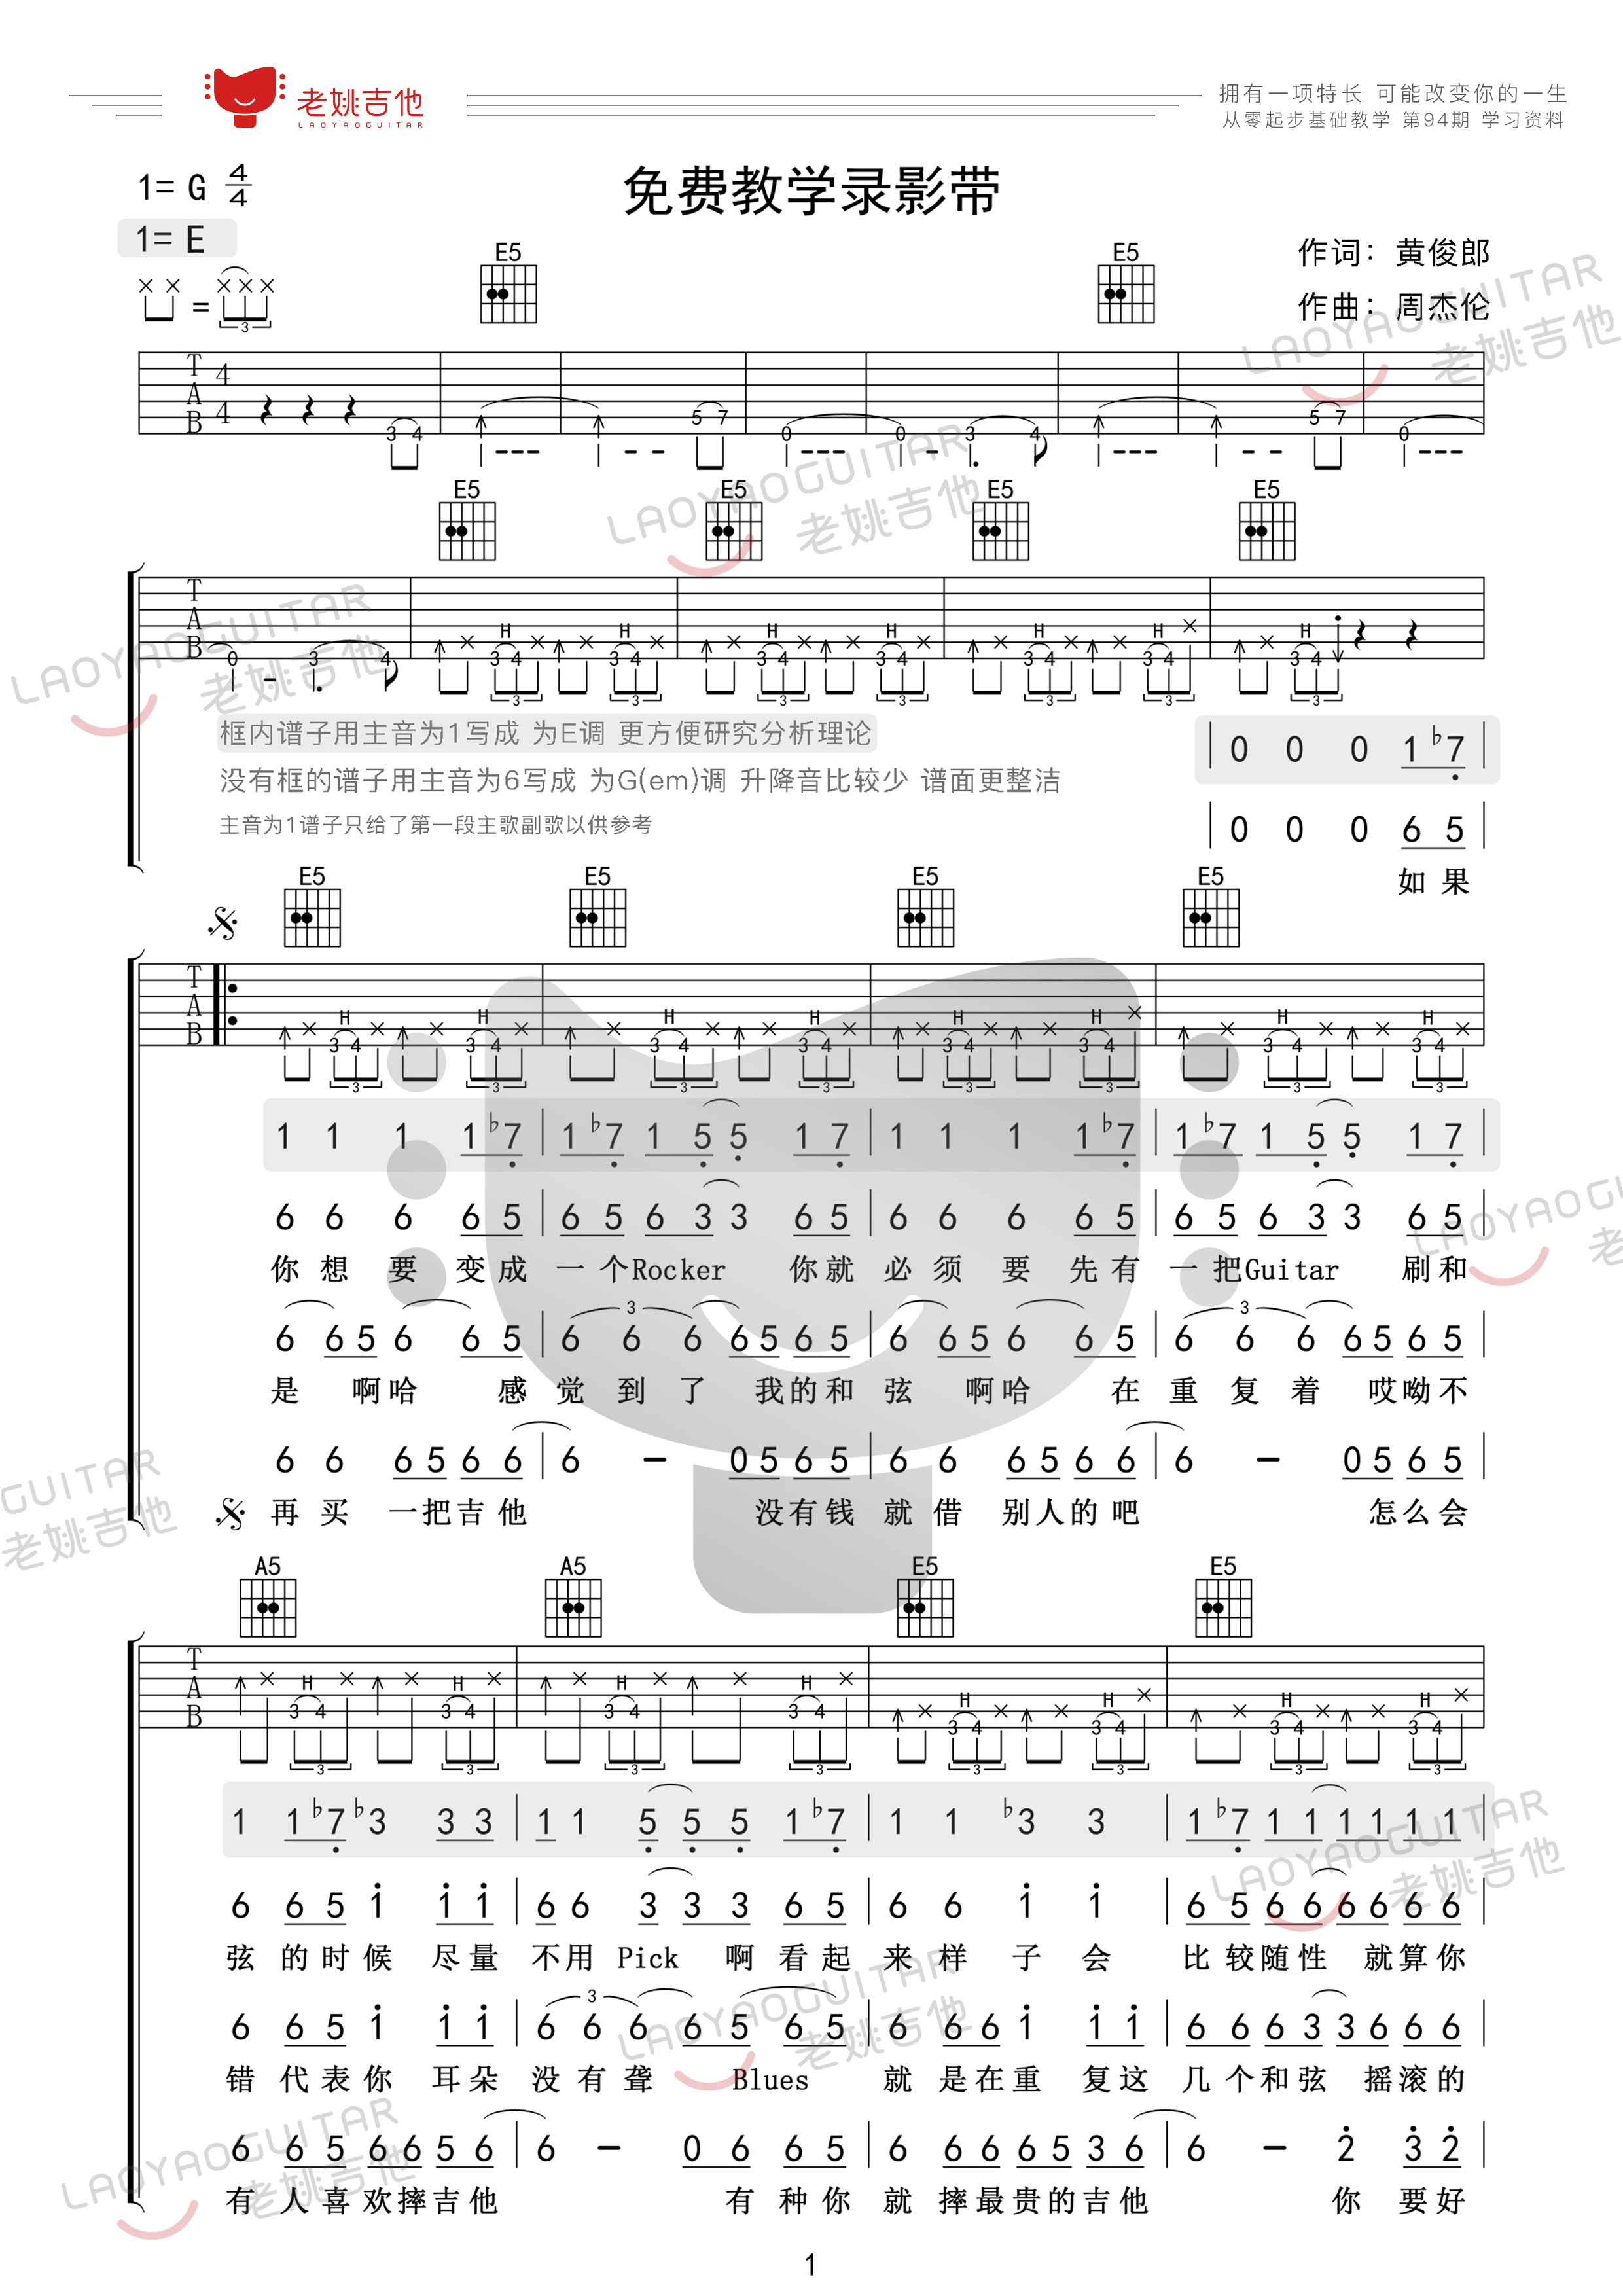 老姚吉他
LAOYAOGUITAR
拥有一项特长 可能改变你的一生
从零起步基础教学 第94期 学习资料
免费教学录影带
1= G 4/4
1= E
作词：黄俊郎
作曲：周杰伦
E5 E5
E5 E5 E5 E5
框内谱子用主音为1写成 为E调 更方便研究分析理论
没有框的谱子用主音为6写成 为G(em)调 升降音比较少 谱面更整洁
主音为1谱子只给了第一段主歌副歌以供参考
0 0 0 1 ♭7
0 0 0 6 5
如 果
E5 E5 E5 E5
1 1 1 1 ♭7 | 1 ♭7 1 5 5 1 7 | 1 1 1 1 ♭7 | 1 ♭7 1 5 5 1 7
6 6 6 6 5 | 6 5 6 3 3 6 5 | 6 6 6 6 5 | 6 5 6 3 3 6 5
你 想 要 变 成 一 个Rocker 你 就 必 须 要 先 有 一 把Guitar 刷 和
6 6 5 6 6 5 | 6 6 6 6 5 6 5 | 6 6 5 6 6 5 | 6 6 6 6 5 6 5
是 啊 哈 感 觉 到 了 我 的 和 弦 啊 哈 在 重 复 着 哎 呦 不
6 6 6 5 6 6 | 6 - 0 5 6 5 | 6 6 6 5 6 6 | 6 - 0 5 6 5
再 买 一 把 吉 他 没 有 钱 就 借 别 人 的 吧 怎 么 会
A5 A5 E5 E5
1 1 ♭7 ♭3 3 3 | 1 1 5 5 5 1 ♭7 | 1 1 ♭3 3 | 1 ♭7 1 1 1 1 1 1
6 6 5 1 1 1 | 6 6 3 3 3 6 5 | 6 6 1 1 | 6 5 6 6 6 6 6 6
弦 的 时 候 尽 量 不 用 Pick 啊 看 起 来 样 子 会 比 较 随 性 就 算 你
6 6 5 1 1 1 | 6 6 6 6 5 6 5 | 6 6 6 1 1 1 | 6 6 6 3 3 6 6 6
错 代 表 你 耳 朵 没 有 聋 Blues 就 是 在 重 复 这 几 个 和 弦 摇 滚 的
6 6 5 6 6 5 6 | 6 - 0 6 6 5 | 6 6 6 6 5 3 6 | 6 - 2 3 2
有 人 喜 欢 摔 吉 他 有 种 你 就 摔 最 贵 的 吉 他 你 要 好
1